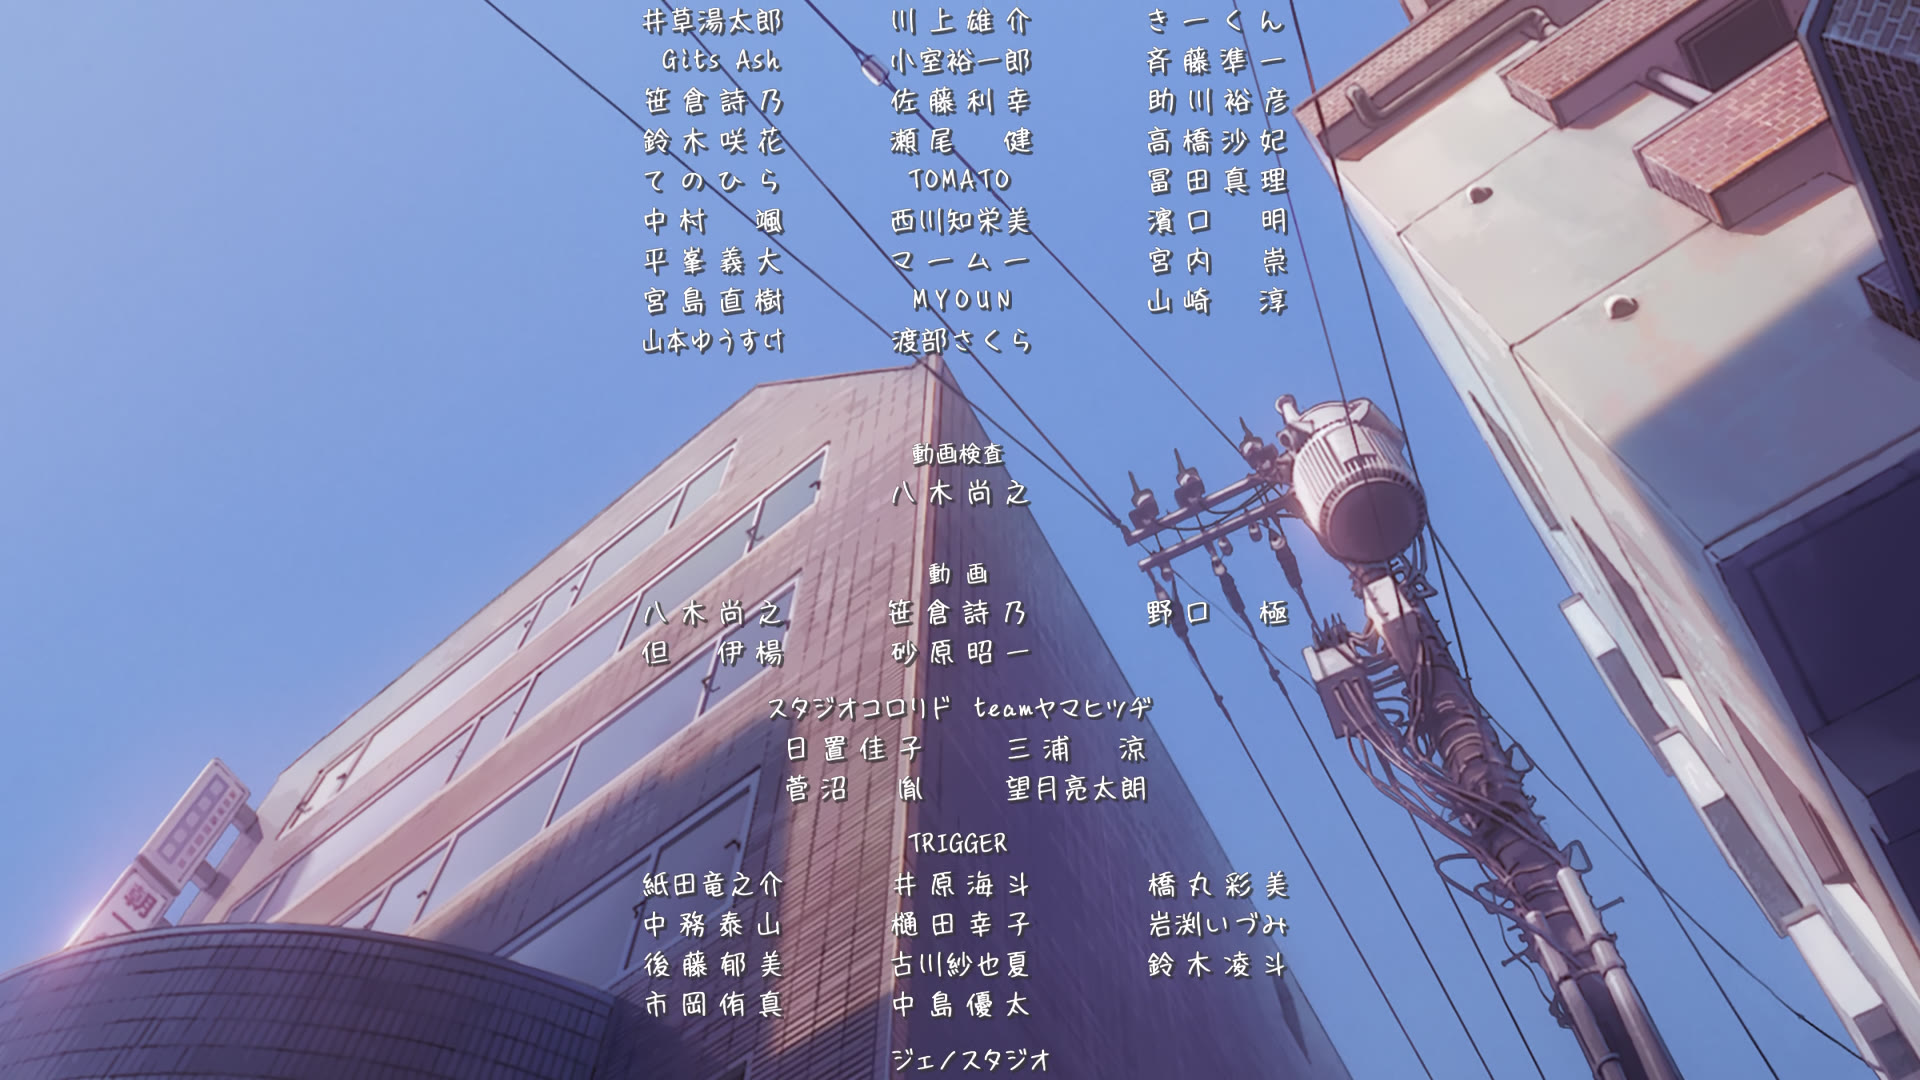 井草湯太郎 川上雄介 きーくん
Gits Ash 小室裕一郎 斉藤準一
笹倉詩乃 佐藤利幸 助川裕彦
鈴木咲花 瀬尾 健 高橋沙妃
てのひら TOMATO 冨田真理
中村 颯 西川知栄美 濱口 明
平峯義大 マームー 宮内 崇
宮島直樹 MYOUN 山崎 淳
山本ゆうすけ 渡部さくら
動画検査
八木尚之
動画
八木尚之 笹倉詩乃 野口 極
但 伊楊 砂原昭一
スタジオコロリド teamヤマヒツヂ
日置佳子 三浦 涼
菅沼 胤 望月亮太朗
TRIGGER
紙田竜之介 井原海斗 橋丸彩美
中務泰山 樋田幸子 岩渕いづみ
後藤郁美 古川紗也夏 鈴木凌斗
市岡侑真 中島優太
ジェノスタジオ